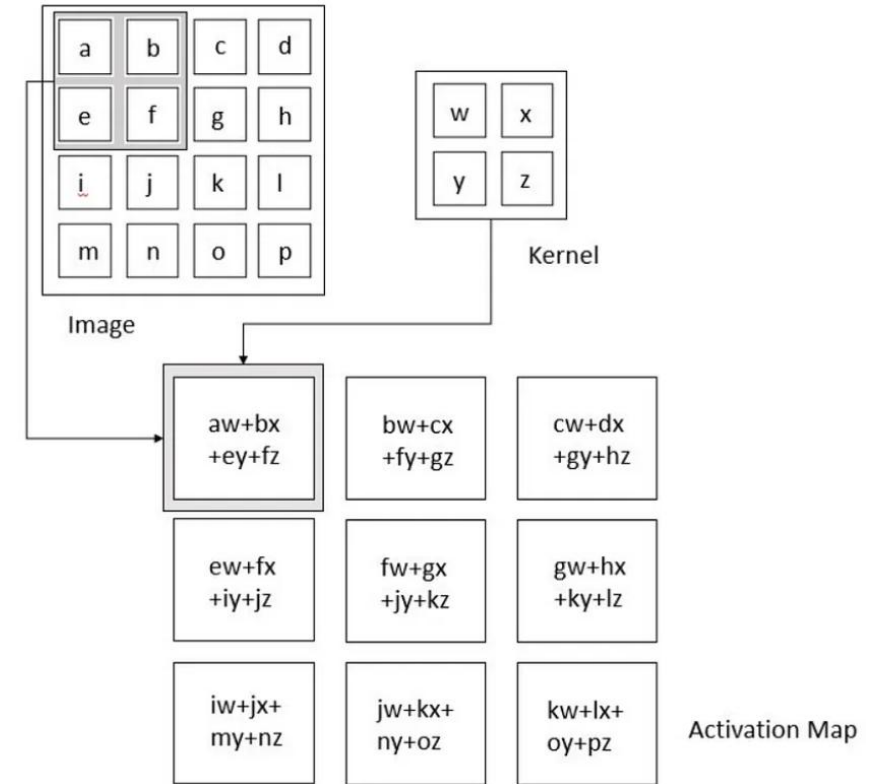 a b c d
e f g h
i j k l
m n o p
Image
w x
y z
Kernel
aw+bx
+ey+fz
bw+cx
+fy+gz
cw+dx
+gy+hz
ew+fx
+iy+jz
fw+gx
+jy+kz
gw+hx
+ky+lz
iw+jx+
my+nz
jw+kx+
ny+oz
kw+lx+
oy+pz
Activation Map